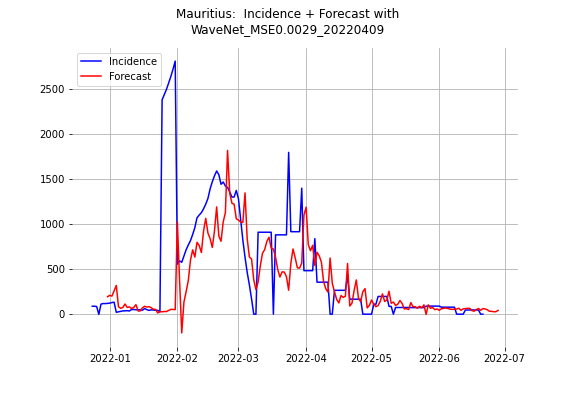 Mauritius:  Incidence + Forecast with
WaveNet_MSE0.0029_20220409
Incidence
Forecast
2500
2000
1500
1000
500
0
2022-01 2022-02 2022-03 2022-04 2022-05 2022-06 2022-07